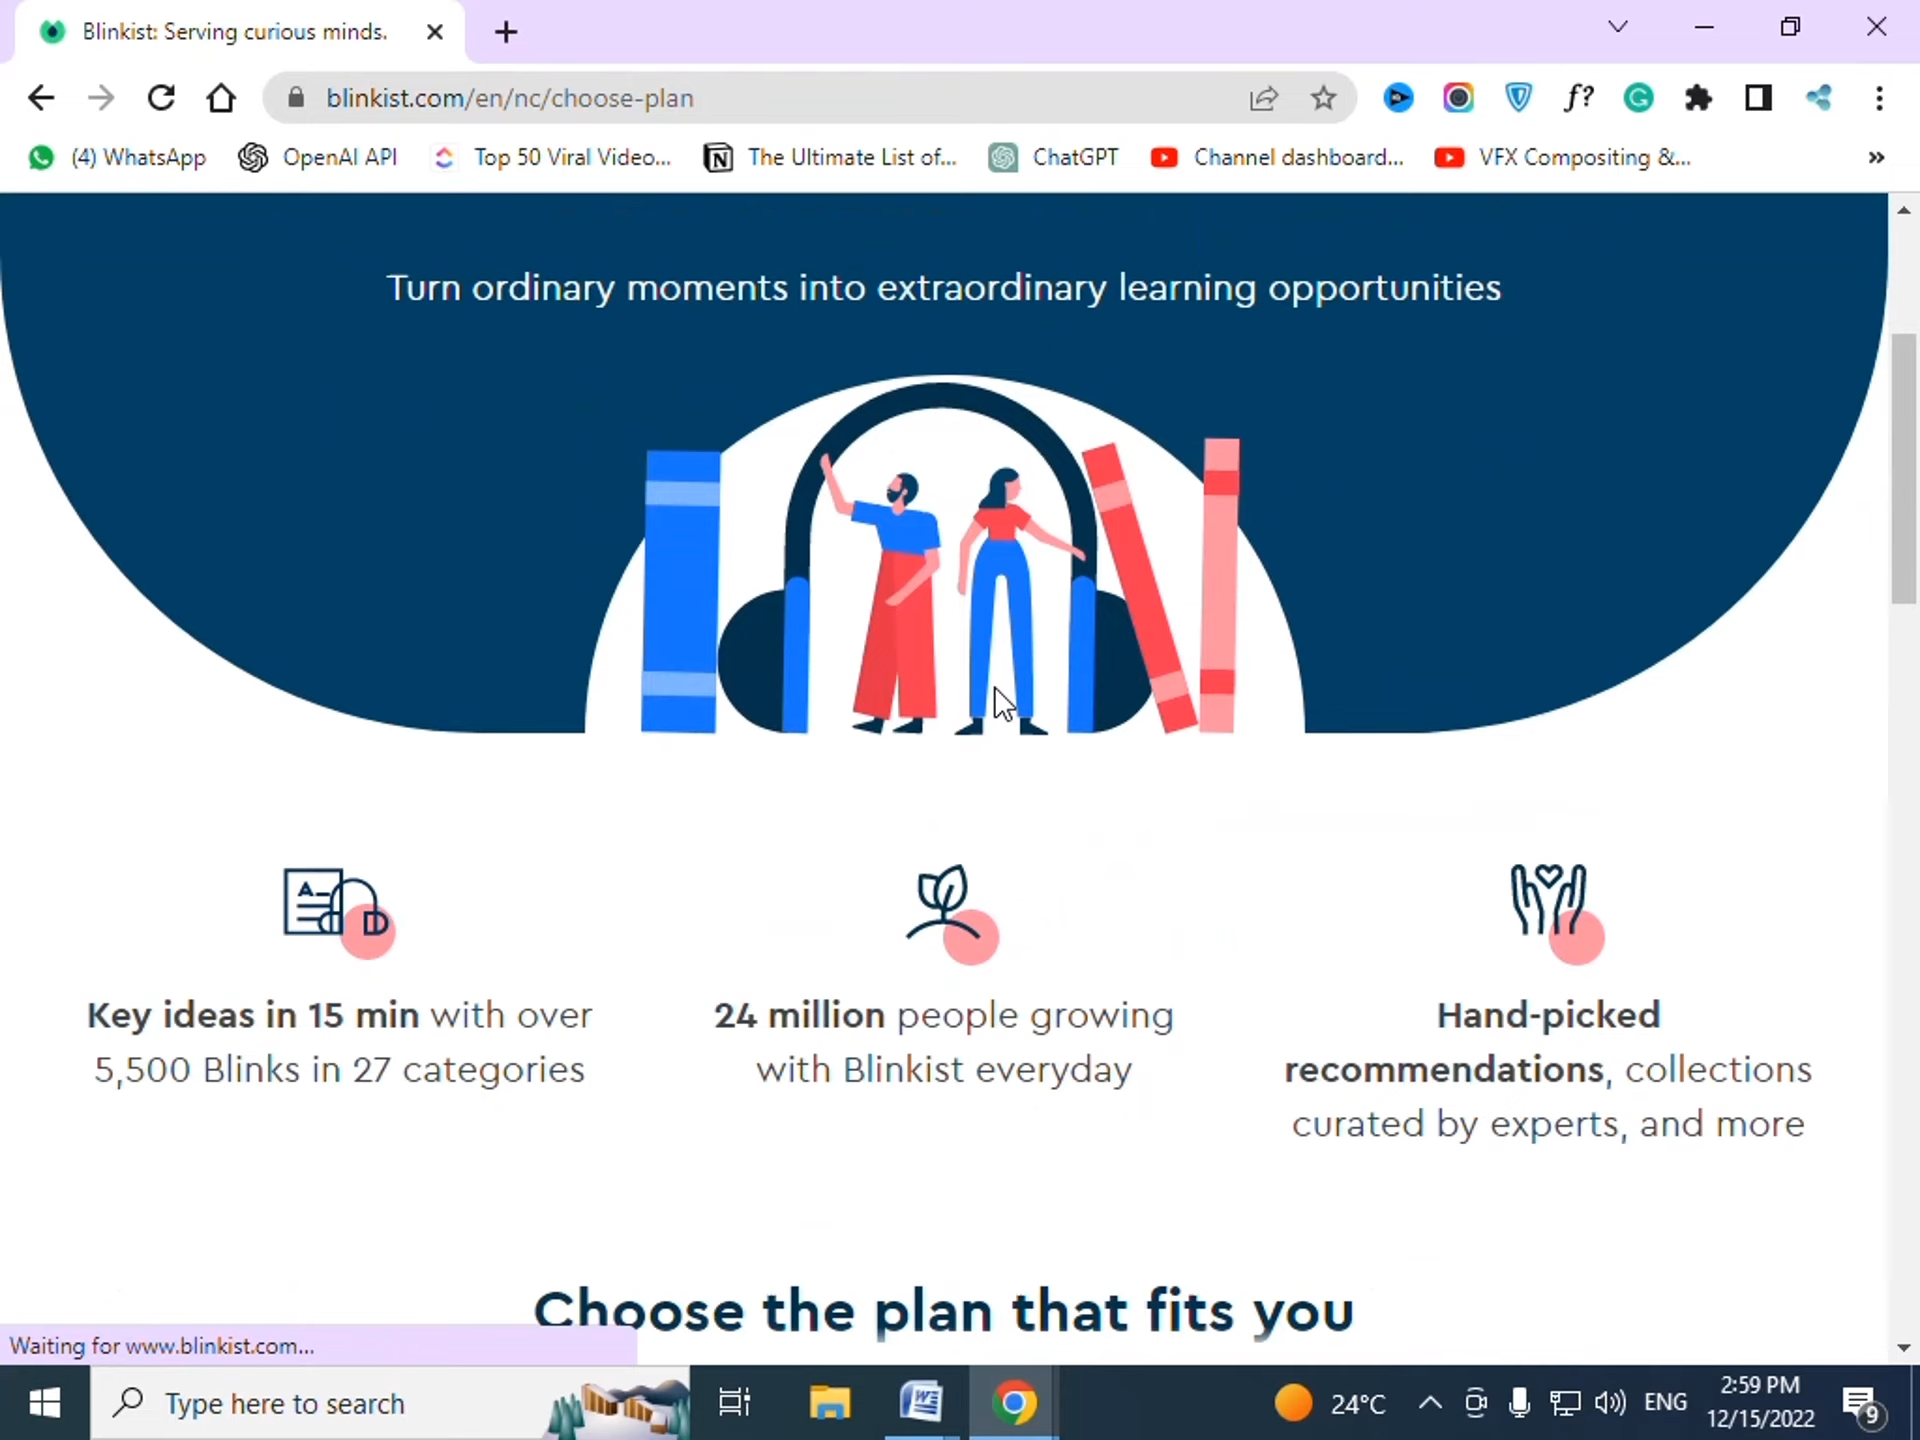 Blinkist: Serving curious minds.
blinkist.com/en/nc/choose-plan
f?
(4) WhatsApp
OpenAI API
Top 50 Viral Video...
The Ultimate List of...
ChatGPT
Channel dashboard...
VFX Compositing &...
»
Turn ordinary moments into extraordinary learning opportunities
Key ideas in 15 min with over
5,500 Blinks in 27 categories
24 million people growing
with Blinkist everyday
Hand-picked
recommendations, collections
curated by experts, and more
Choose the plan that fits you
Waiting for www.blinkist.com...
Type here to search
24°C
ENG
2:59 PM
12/15/2022
9